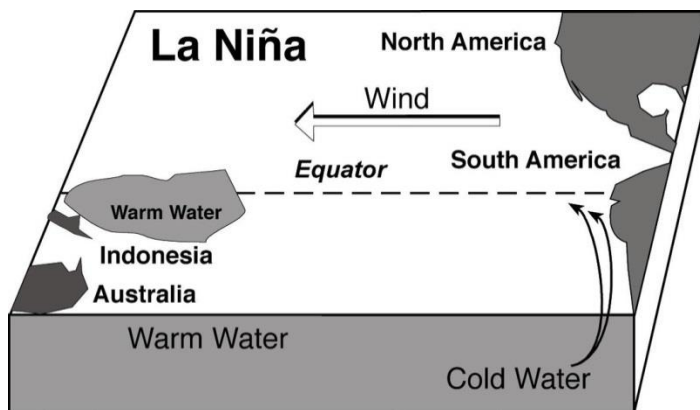 La Niña
North America
Wind
South America
Equator
Warm Water
Indonesia
Australia
Warm Water
Cold Water